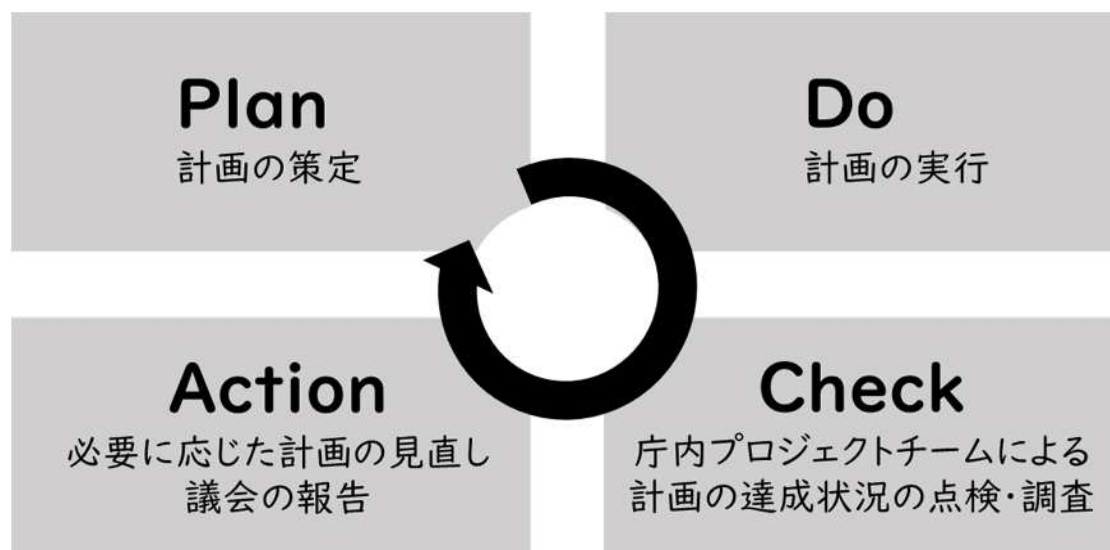 Plan
計画の策定
Do
計画の実行
Action
必要に応じた計画の見直し
議会の報告
Check
庁内プロジェクトチームによる
計画の達成状況の点検・調査